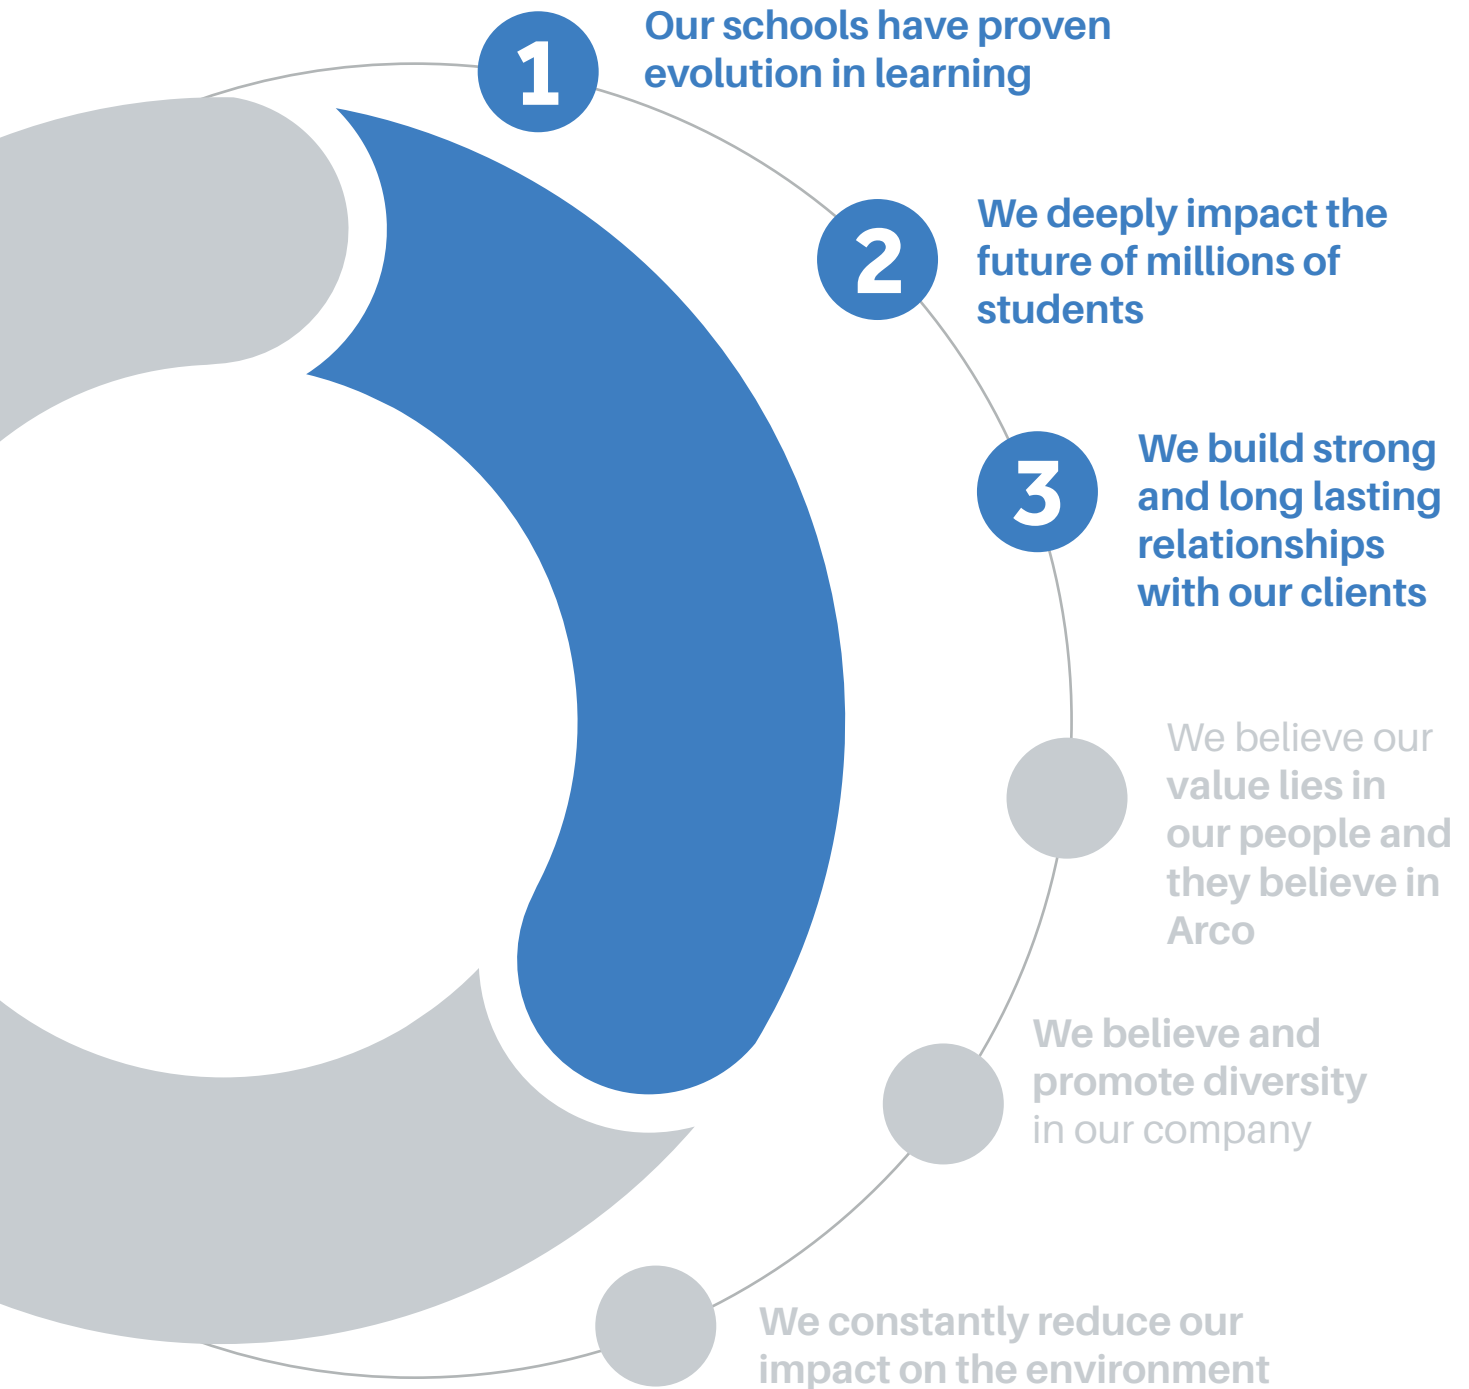 1
Our schools have proven
evolution in learning
2
We deeply impact the
future of millions of
students
3
We build strong
and long lasting
relationships
with our clients
We believe our
value lies in
our people and
they believe in
Arco
We believe and
promote diversity
in our company
We constantly reduce our
impact on the environment